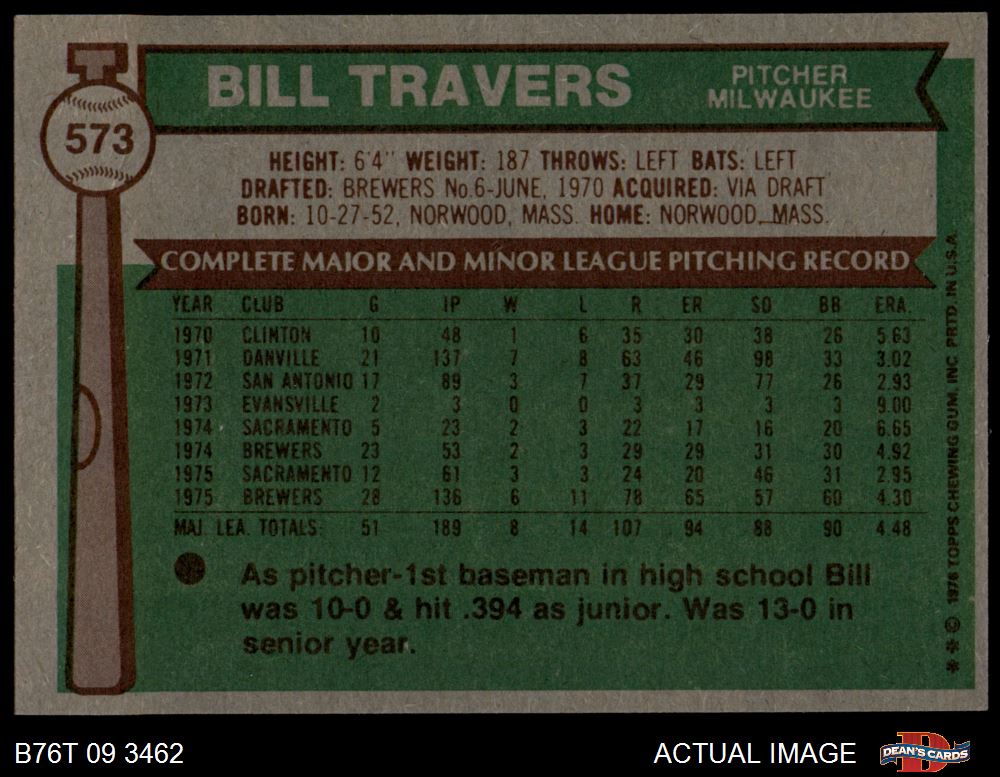 BILL TRAVERS
PITCHER
MILWAUKEE
573
HEIGHT: 6'4" WEIGHT: 187 THROWS: LEFT BATS: LEFT
DRAFTED: BREWERS No.6-JUNE, 1970 ACQUIRED: VIA DRAFT
BORN: 10-27-52, NORWOOD, MASS. HOME: NORWOOD, MASS.
COMPLETE MAJOR AND MINOR LEAGUE PITCHING RECORD
YEAR CLUB G IP W L R ER SO BB ERA.
1970 CLINTON 10 48 1 6 35 30 38 26 5.63
1971 DANVILLE 21 137 7 8 63 46 98 33 3.02
1972 SAN ANTONIO 17 89 3 7 37 29 77 26 2.93
1973 EVANSVILLE 2 3 0 0 3 3 3 3 9.00
1974 SACRAMENTO 5 23 2 3 22 17 16 20 6.65
1974 BREWERS 23 53 2 3 29 29 31 30 4.92
1975 SACRAMENTO 12 61 3 3 24 20 46 31 2.95
1975 BREWERS 28 136 6 11 78 65 57 60 4.30
MAJ. LEA. TOTALS: 51 189 8 14 107 94 88 90 4.48
As pitcher-1st baseman in high school Bill
was 10-0 & hit .394 as junior. Was 13-0 in
senior year.
** © 1976 TOPPS CHEWING GUM, INC PRTD. IN U.S.A.
B76T 09 3462
ACTUAL IMAGE
D
DEAN'S CARDS